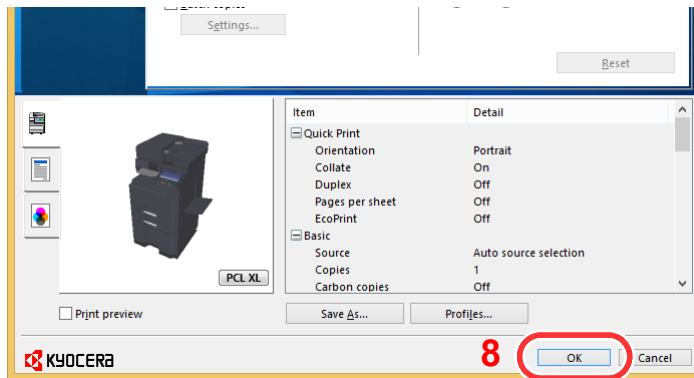 Settings...
Reset
Item Detail
Quick Print
Orientation Portrait
Collate On
Duplex Off
Pages per sheet Off
EcoPrint Off
Basic
Source Auto source selection
Copies 1
Carbon copies Off
PCL XL
Print preview
Save As...
Profiles...
KYOCERA
8
OK
Cancel